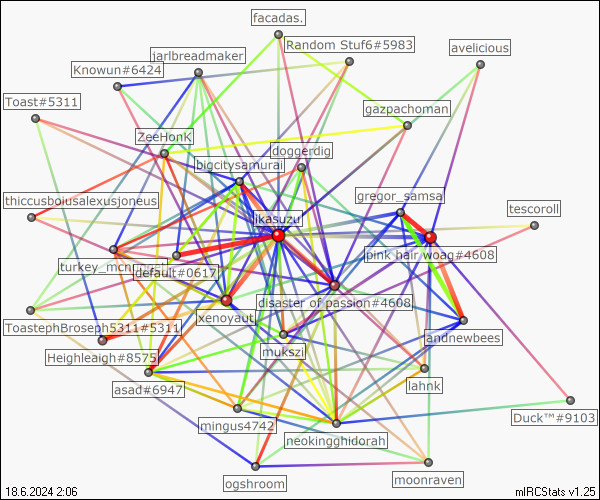 facadas.
Random Stuf6#5983
avelicious
jarlbreadmaker
Knowun#6424
Toast#5311
gazpachoman
ZeeHonK
doggerdig
bigcitysamurai
gregor_samsa
thiccusboiusalexusjoneus
ikasuzu
tescoroll
pink hair woag#4608
turkey_mcn
default#0617
disaster of passion#4608
xenoyaut
ToastephBroseph5311#5311
andnewbees
mukszi
Heighleaigh#8575
asad#6947
lahnk
Duck™#9103
mingus4742
neokingghidorah
ogshroom
moonraven
18.6.2024 2:06
mIRCStats v1.25